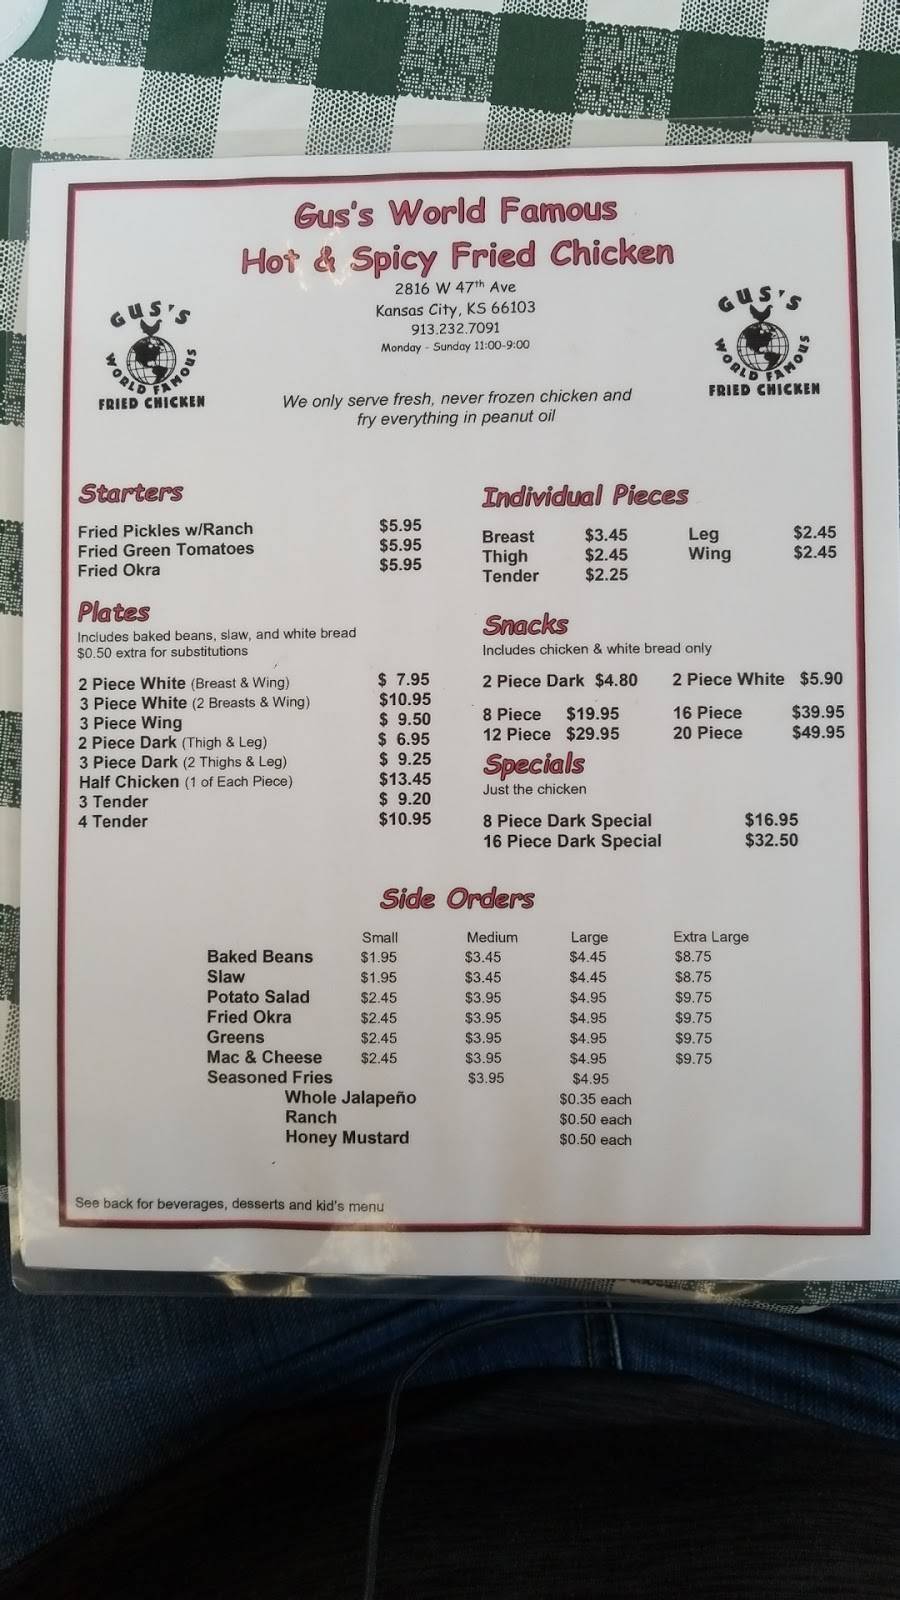 Gus's World Famous
Hot & Spicy Fried Chicken
2816 W 47th Ave
Kansas City, KS 66103
913.232.7091
Monday - Sunday 11:00-9:00
GUS'S
WORLD FAMOUS
FRIED CHICKEN
GUS'S
WORLD FAMOUS
FRIED CHICKEN
We only serve fresh, never frozen chicken and
fry everything in peanut oil
Starters
Fried Pickles w/Ranch $5.95
Fried Green Tomatoes $5.95
Fried Okra $5.95
Plates
Includes baked beans, slaw, and white bread
$0.50 extra for substitutions
2 Piece White (Breast & Wing) $ 7.95
3 Piece White (2 Breasts & Wing) $10.95
3 Piece Wing $ 9.50
2 Piece Dark (Thigh & Leg) $ 6.95
3 Piece Dark (2 Thighs & Leg) $ 9.25
Half Chicken (1 of Each Piece) $13.45
3 Tender $ 9.20
4 Tender $10.95
Individual Pieces
Breast $3.45 Leg $2.45
Thigh $2.45 Wing $2.45
Tender $2.25
Snacks
Includes chicken & white bread only
2 Piece Dark $4.80 2 Piece White $5.90
8 Piece $19.95 16 Piece $39.95
12 Piece $29.95 20 Piece $49.95
Specials
Just the chicken
8 Piece Dark Special $16.95
16 Piece Dark Special $32.50
Side Orders
Small Medium Large Extra Large
Baked Beans $1.95 $3.45 $4.45 $8.75
Slaw $1.95 $3.45 $4.45 $8.75
Potato Salad $2.45 $3.95 $4.95 $9.75
Fried Okra $2.45 $3.95 $4.95 $9.75
Greens $2.45 $3.95 $4.95 $9.75
Mac & Cheese $2.45 $3.95 $4.95 $9.75
Seasoned Fries $3.95 $4.95
Whole Jalapeño $0.35 each
Ranch $0.50 each
Honey Mustard $0.50 each
See back for beverages, desserts and kid's menu